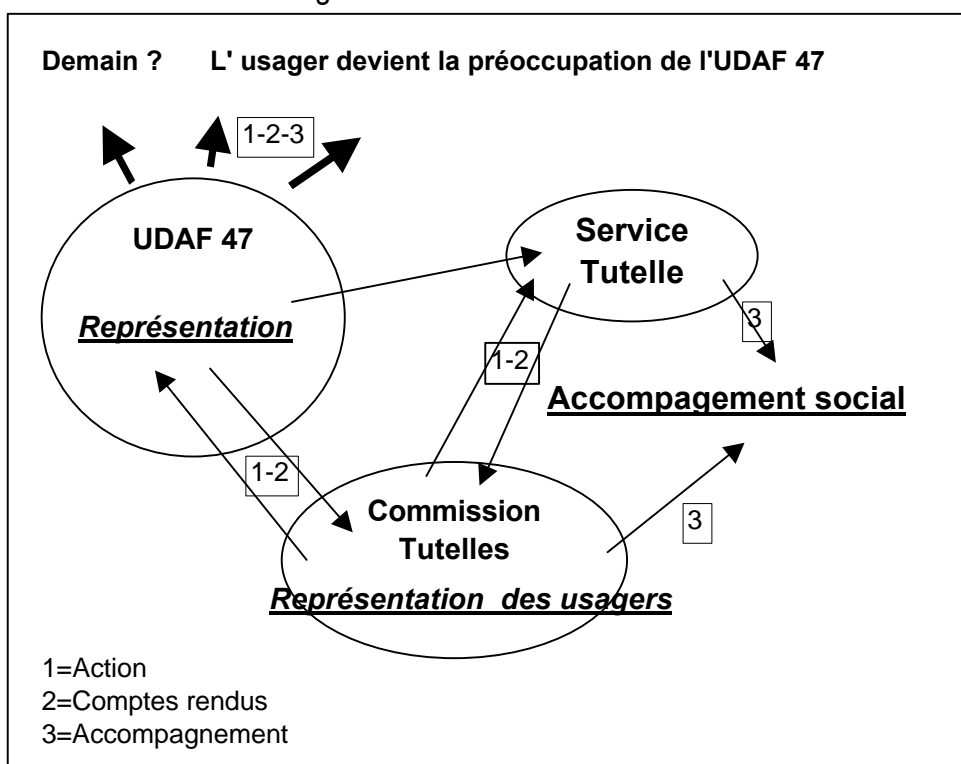 Demain ? L' usager devient la préoccupation de l'UDAF 47
1-2-3
UDAF 47
Représentation
Service
Tutelle
3
1-2
Accompagement social
1-2
Commission
Tutelles
3
Représentation des usagers
1=Action
2=Comptes rendus
3=Accompagnement